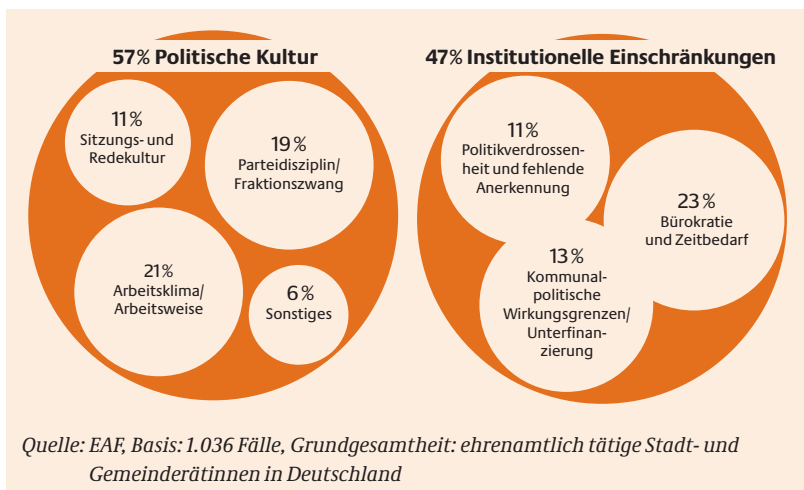 57% Politische Kultur
11 %
Sitzungs- und
Redekultur
19 %
Parteidisziplin/
Fraktionszwang
21 %
Arbeitsklima/
Arbeitsweise
6 %
Sonstiges
47% Institutionelle Einschränkungen
11 %
Politikverdrossen-
heit und fehlende
Anerkennung
23 %
Bürokratie
und Zeitbedarf
13 %
Kommunal-
politische
Wirkungsgrenzen/
Unterfinan-
zierung
Quelle: EAF, Basis: 1.036 Fälle, Grundgesamtheit: ehrenamtlich tätige Stadt- und
Gemeinderätinnen in Deutschland